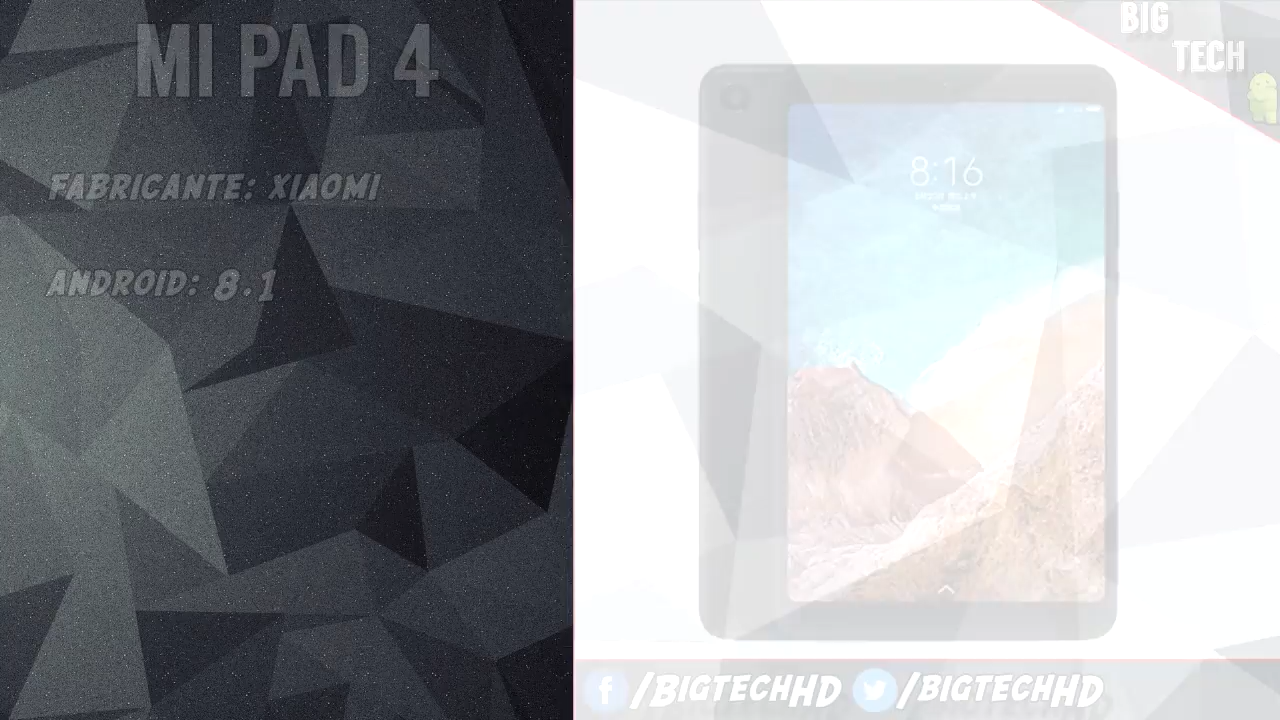 MI PAD 4
FABRICANTE: XIAOMI
ANDROID: 8.1
BIG
TECH
8:16
/BIGTECHHD
/BIGTECHHD